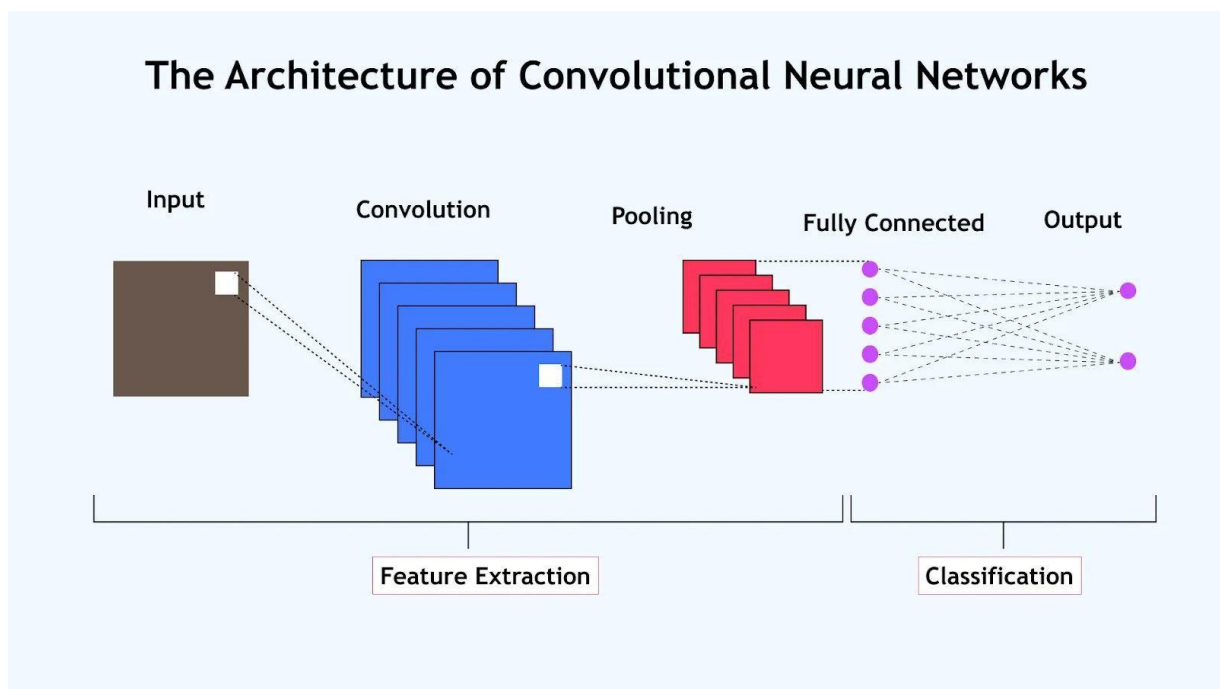 The Architecture of Convolutional Neural Networks
Input
Convolution
Pooling
Fully Connected
Output
Feature Extraction
Classification